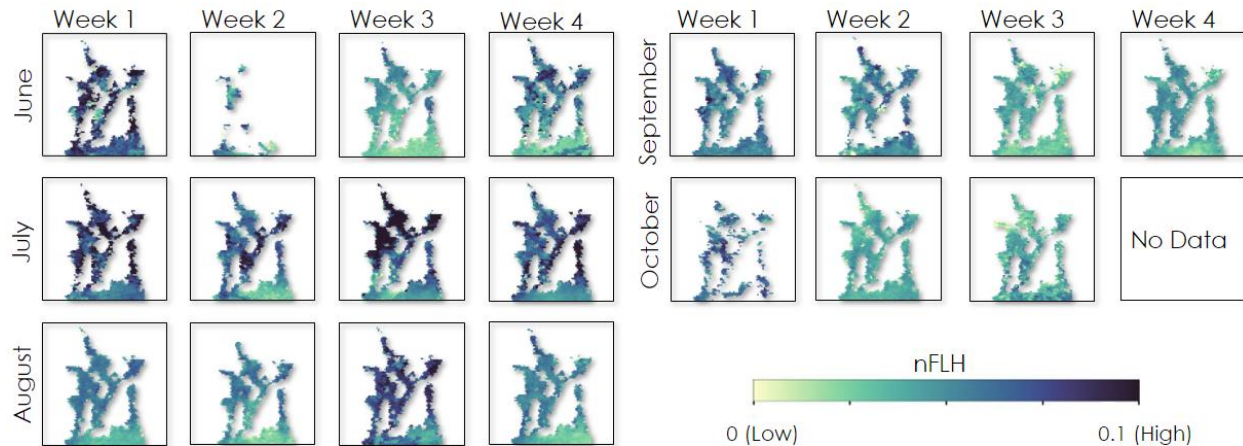 Week 1 Week 2 Week 3 Week 4 Week 1 Week 2 Week 3 Week 4
June
September
July
October
No Data
August
nFLH
0 (Low) 0.1 (High)